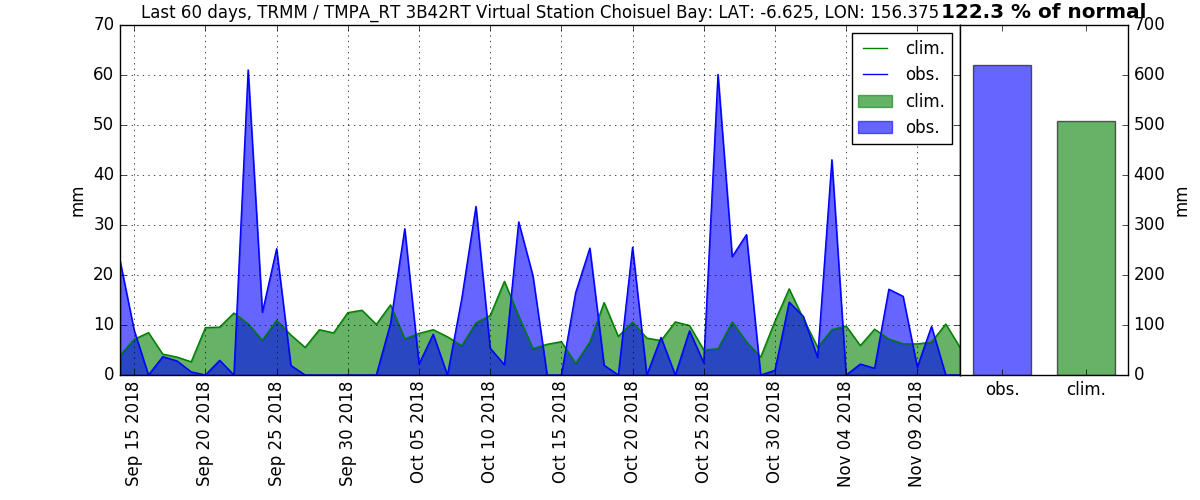 Last 60 days, TRMM / TMPA_RT 3B42RT Virtual Station Choisuel Bay: LAT: -6.625, LON: 156.375 122.3 % of normal
70 700
60 600
50 500
40 400
30 300
20 200
10 100
0 0
mm
mm
clim.
obs.
clim.
obs.
Sep 15 2018
Sep 20 2018
Sep 25 2018
Sep 30 2018
Oct 05 2018
Oct 10 2018
Oct 15 2018
Oct 20 2018
Oct 25 2018
Oct 30 2018
Nov 04 2018
Nov 09 2018
obs. clim.